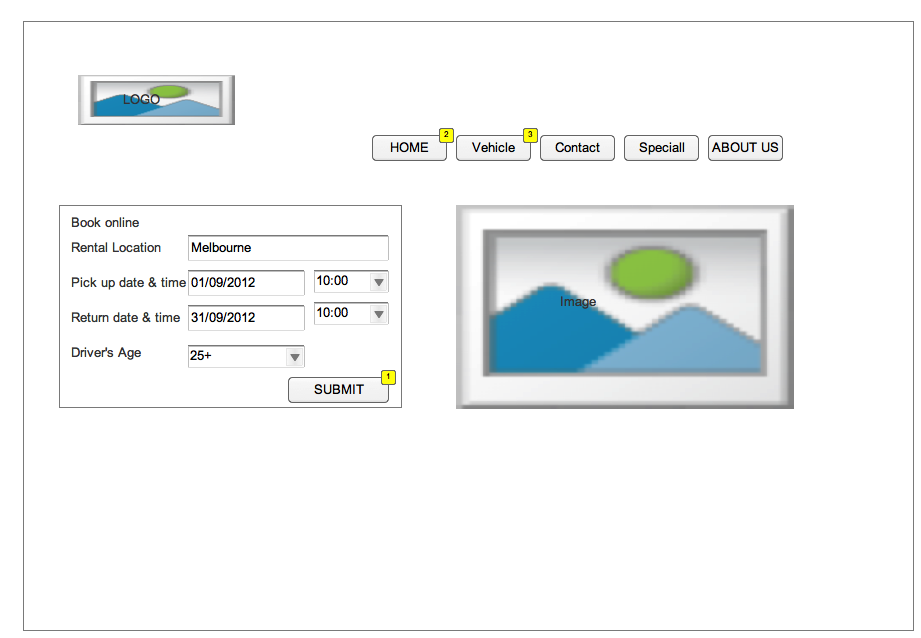 LOGO
HOME 2 Vehicle 3 Contact Speciall ABOUT US
Book online
Rental Location Melbourne
Pick up date & time 01/09/2012 10:00
Return date & time 31/09/2012 10:00
Driver's Age 25+
SUBMIT 1
Image